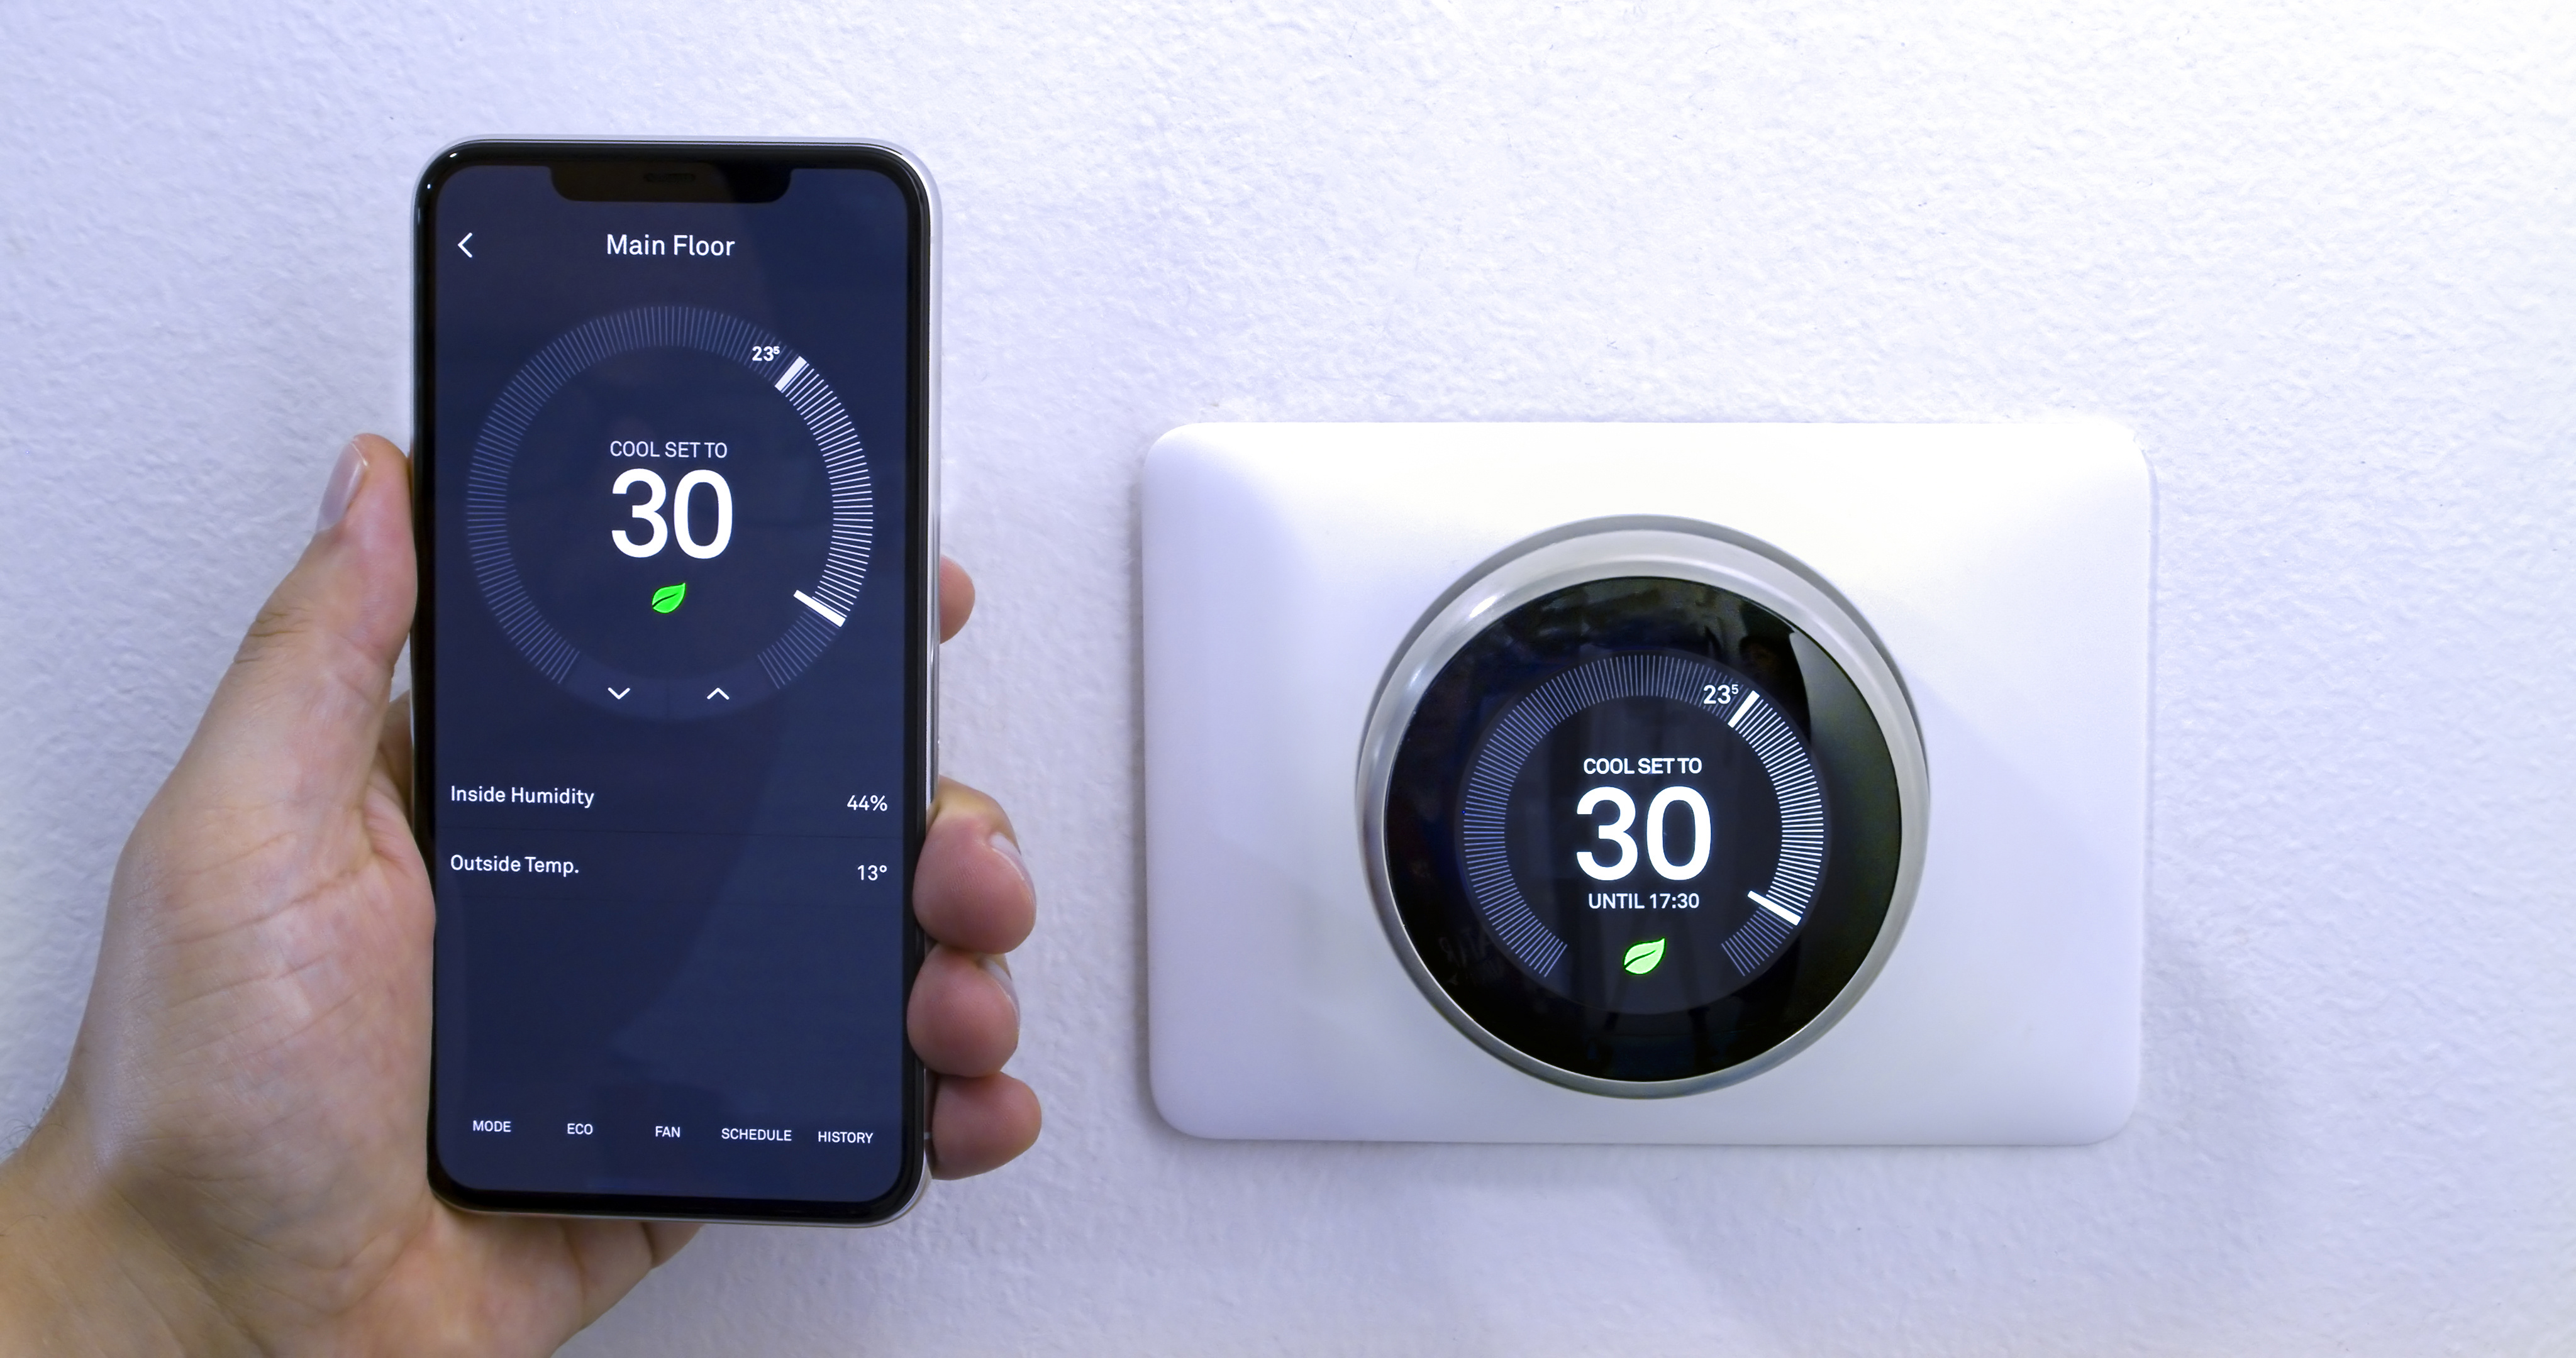 Main Floor
23⁵
COOL SET TO
30
Inside Humidity 44%
Outside Temp. 13°
MODE ECO FAN SCHEDULE HISTORY
23⁵
COOL SET TO
30
UNTIL 17:30